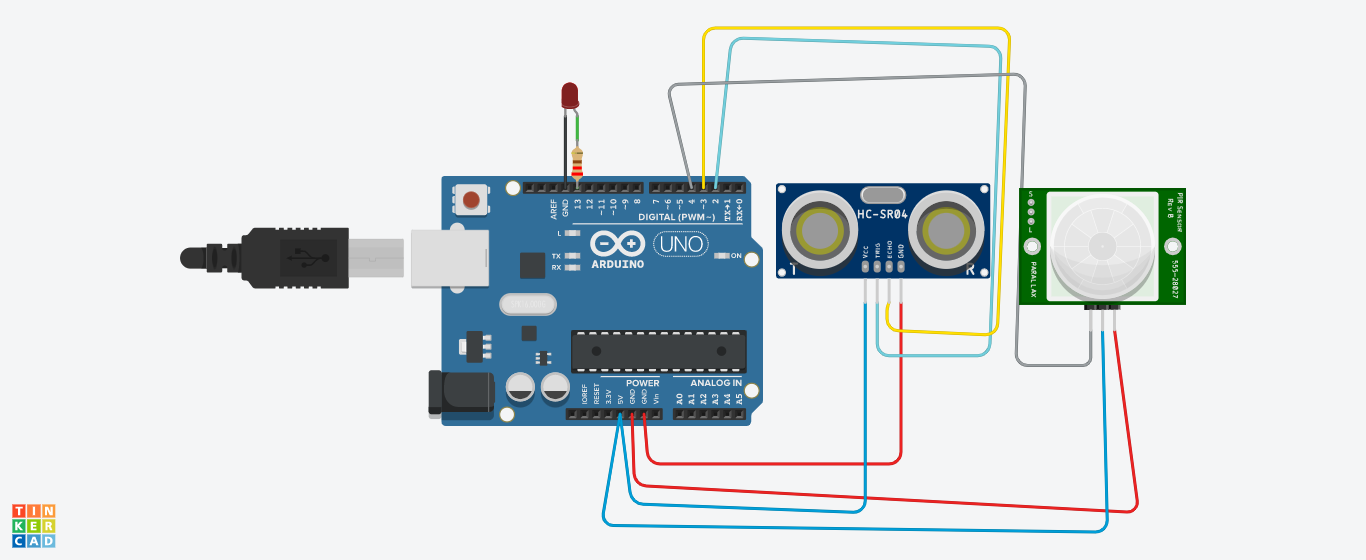 AREF
GND
13
12
~11
~10
~9
8
7
~6
~5
4
~3
2
TX→1
RX←0
DIGITAL (PWM~)
L
TX
RX
ARDUINO
UNO
ON
IOREF
RESET
3.3V
5V
GND
GND
Vin
POWER
ANALOG IN
A0
A1
A2
A3
A4
A5
HC-SR04
VCC
TRIG
ECHO
GND
T
R
S
L
PIR Sensor
Rev B
PARALLAX
555-28027
TIN
KER
CAD